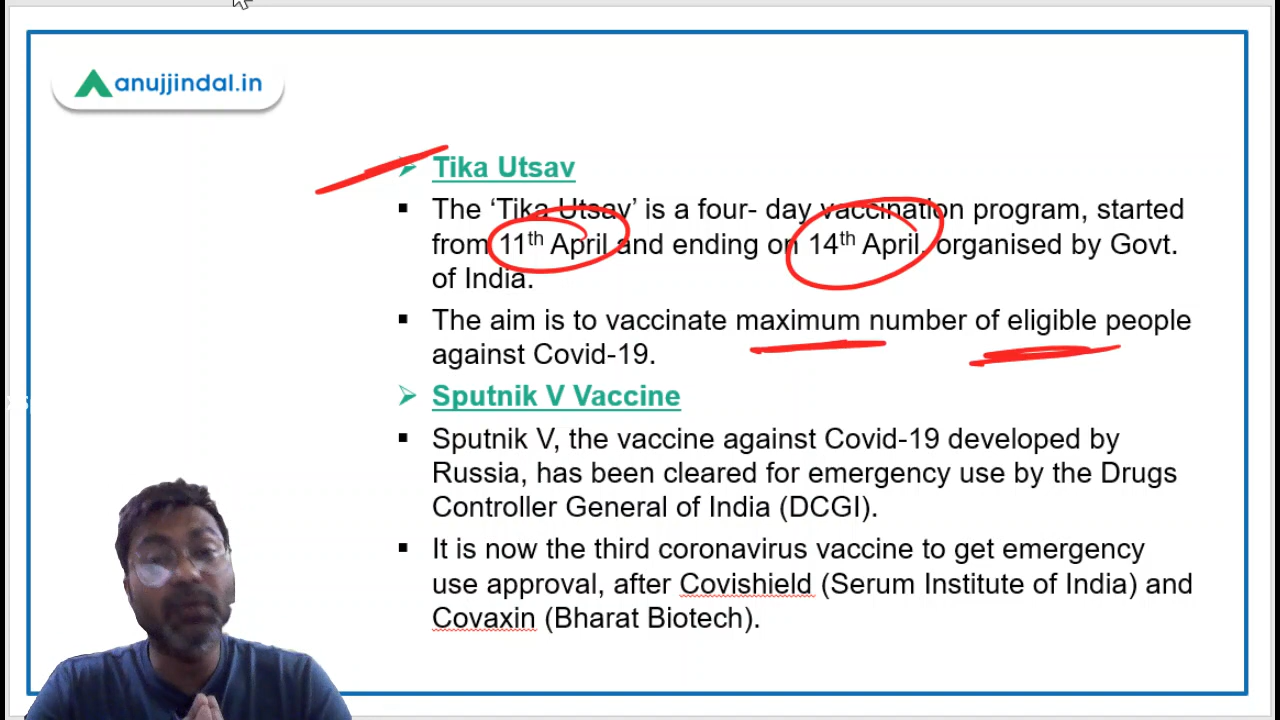 anujjindal.in
Tika Utsav
The ‘Tika Utsav’ is a four- day vaccination program, started
from 11th April and ending on 14th April, organised by Govt.
of India.
The aim is to vaccinate maximum number of eligible people
against Covid-19.
Sputnik V Vaccine
Sputnik V, the vaccine against Covid-19 developed by
Russia, has been cleared for emergency use by the Drugs
Controller General of India (DCGI).
It is now the third coronavirus vaccine to get emergency
use approval, after Covishield (Serum Institute of India) and
Covaxin (Bharat Biotech).